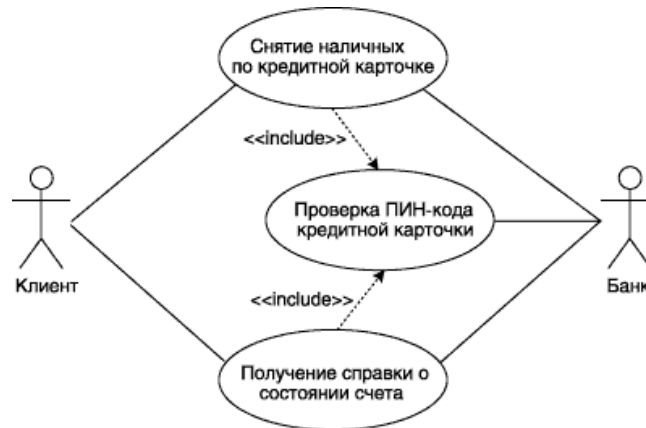 Снятие наличных
по кредитной карточке
<<include>>
Проверка ПИН-кода
кредитной карточки
Клиент
Банк
<<include>>
Получение справки о
состоянии счета